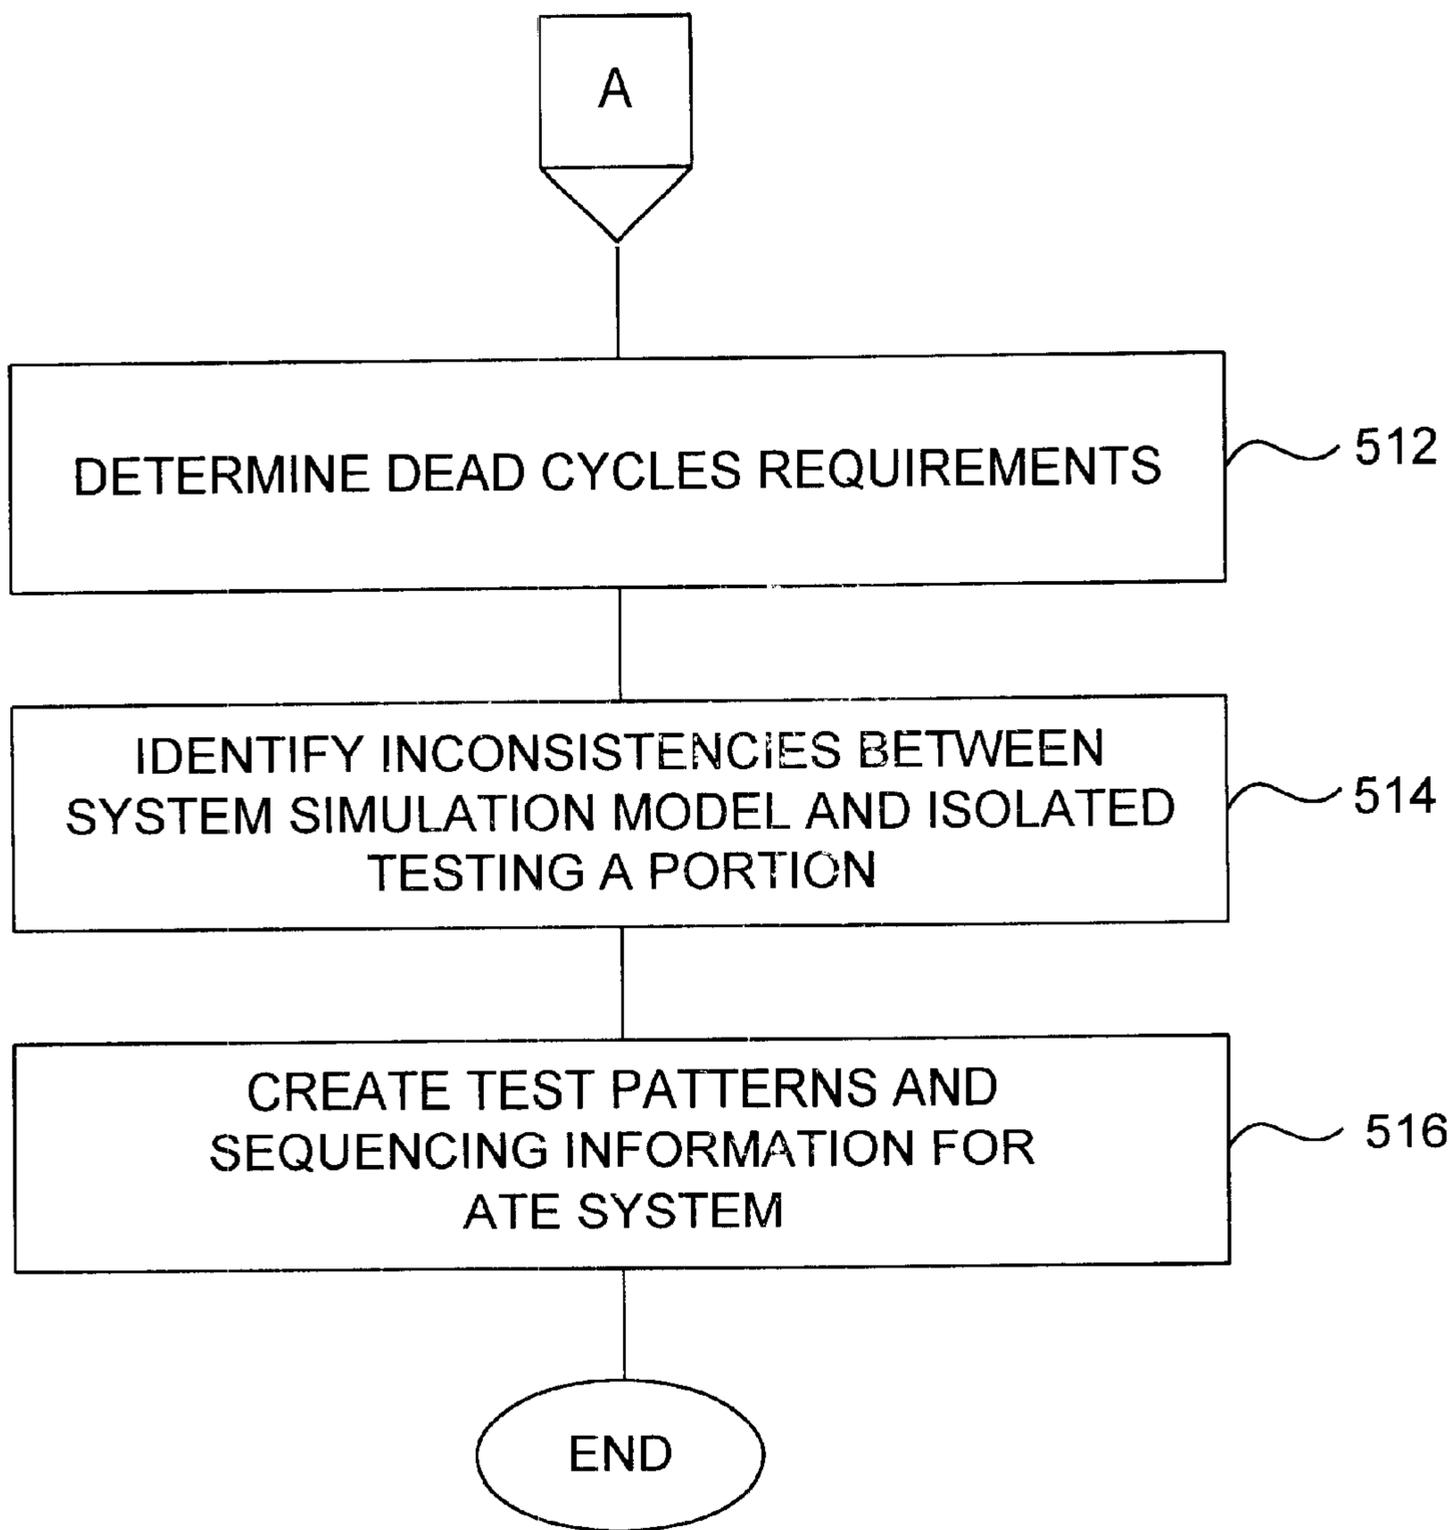 A
DETERMINE DEAD CYCLES REQUIREMENTS
512
IDENTIFY INCONSISTENCIES BETWEEN
SYSTEM SIMULATION MODEL AND ISOLATED
TESTING A PORTION
514
CREATE TEST PATTERNS AND
SEQUENCING INFORMATION FOR
ATE SYSTEM
516
END